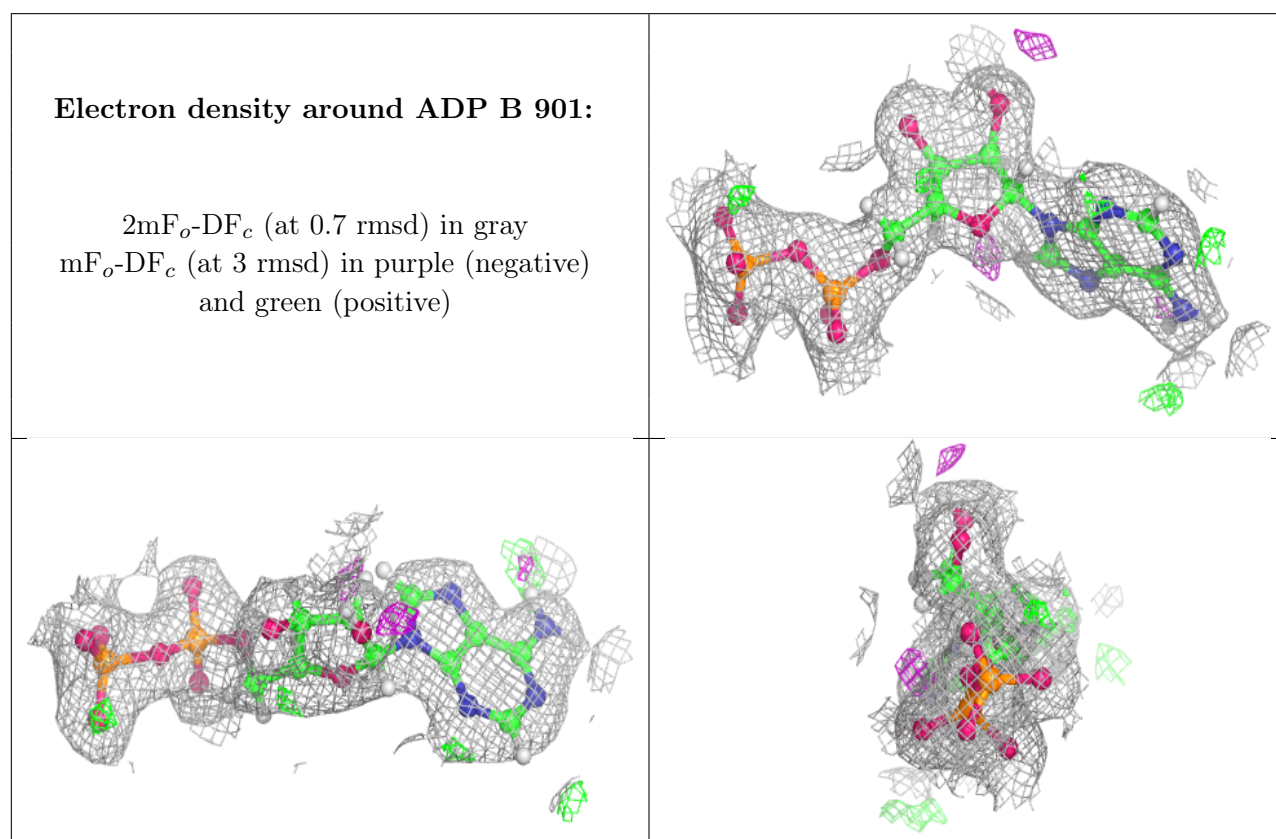 Electron density around ADP B 901:
2mFo-DFc (at 0.7 rmsd) in gray
mFo-DFc (at 3 rmsd) in purple (negative)
and green (positive)